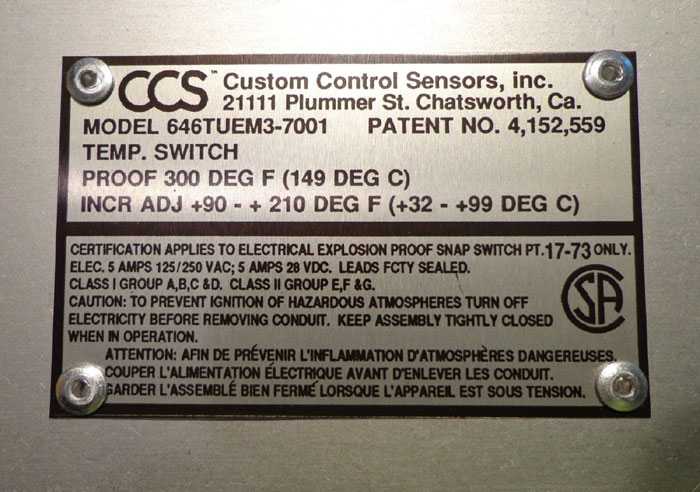 CCS™ Custom Control Sensors, inc.
21111 Plummer St. Chatsworth, Ca.
MODEL 646TUEM3-7001 PATENT NO. 4,152,559
TEMP. SWITCH
PROOF 300 DEG F (149 DEG C)
INCR ADJ +90 - + 210 DEG F (+32 - +99 DEG C)
CERTIFICATION APPLIES TO ELECTRICAL EXPLOSION PROOF SNAP SWITCH PT. 17-73 ONLY.
ELEC. 5 AMPS 125/250 VAC; 5 AMPS 28 VDC. LEADS FCTY SEALED.
CLASS I GROUP A,B,C &D. CLASS II GROUP E,F &G.
CAUTION: TO PREVENT IGNITION OF HAZARDOUS ATMOSPHERES TURN OFF
ELECTRICITY BEFORE REMOVING CONDUIT. KEEP ASSEMBLY TIGHTLY CLOSED
WHEN IN OPERATION.
SA
ATTENTION: AFIN DE PRÉVENIR L'INFLAMMATION D'ATMOSPHÈRES DANGEREUSES.
COUPER L'ALIMENTATION ÉLECTRIQUE AVANT D'ENLEVER LES CONDUIT.
GARDER L'ASSEMBLÉ BIEN FERMÉ LORSQUE L'APPAREIL EST SOUS TENSION.